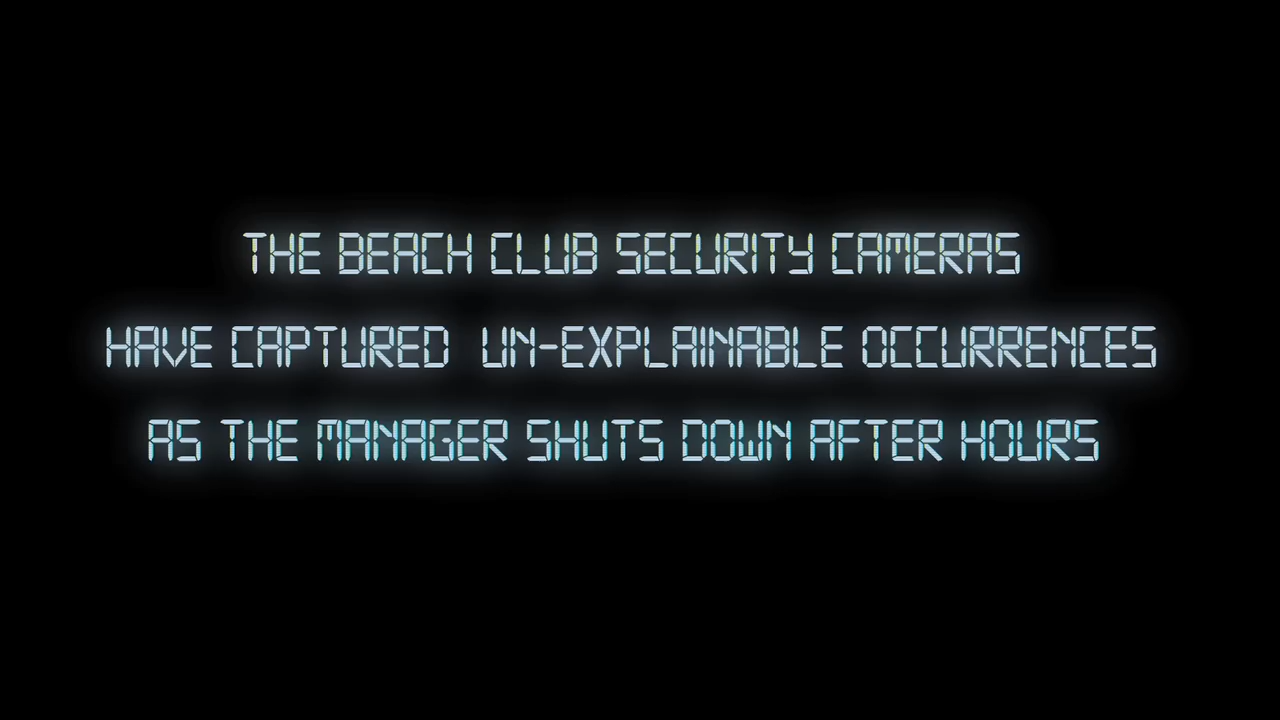 THE BEACH CLUB SECURITY CAMERAS
HAVE CAPTURED UN-EXPLAINABLE OCCURRENCES
AS THE MANAGER SHUTS DOWN AFTER HOURS